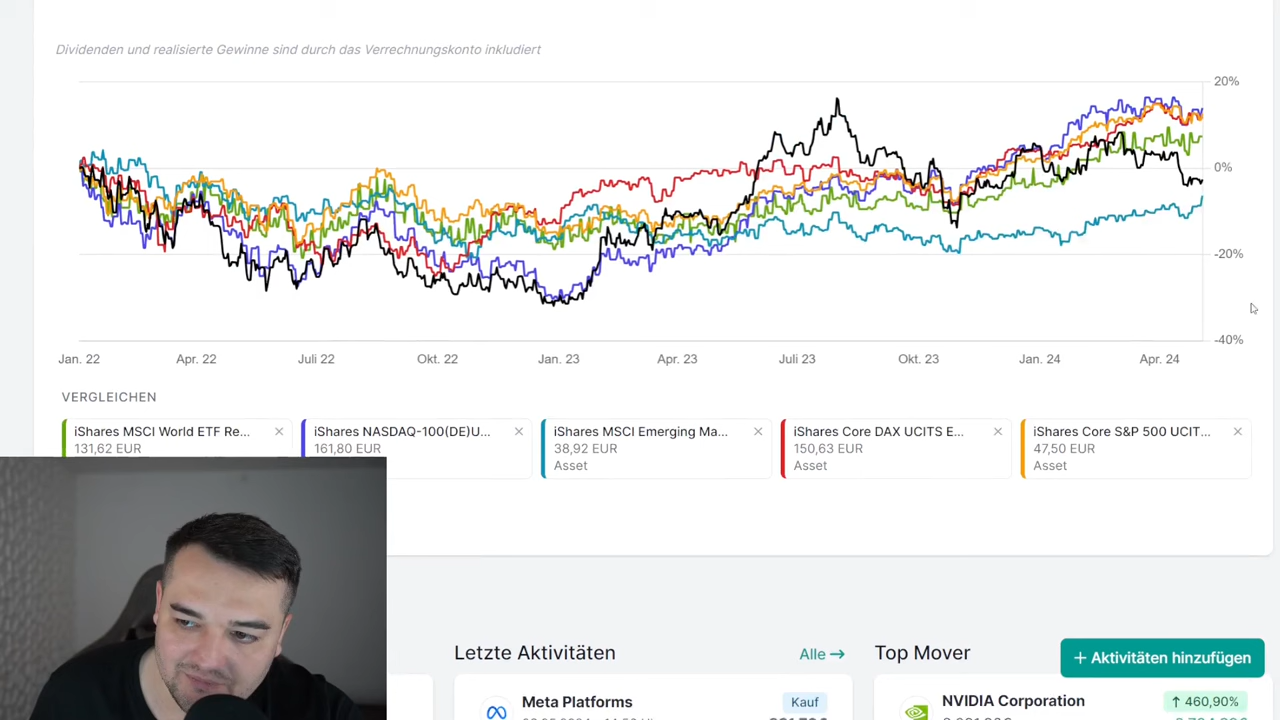 Dividenden und realisierte Gewinne sind durch das Verrechnungskonto inkludiert
20%
0%
-20%
-40%
Jan. 22
Apr. 22
Juli 22
Okt. 22
Jan. 23
Apr. 23
Juli 23
Okt. 23
Jan. 24
Apr. 24
VERGLEICHEN
iShares MSCI World ETF Re...
131,62 EUR
iShares NASDAQ-100(DE)U...
161,80 EUR
iShares MSCI Emerging Ma...
38,92 EUR
Asset
iShares Core DAX UCITS E...
150,63 EUR
Asset
iShares Core S&P 500 UCIT...
47,50 EUR
Asset
Letzte Aktivitäten
Alle →
Top Mover
+ Aktivitäten hinzufügen
Meta Platforms
Kauf
NVIDIA Corporation
↑ 460,90%